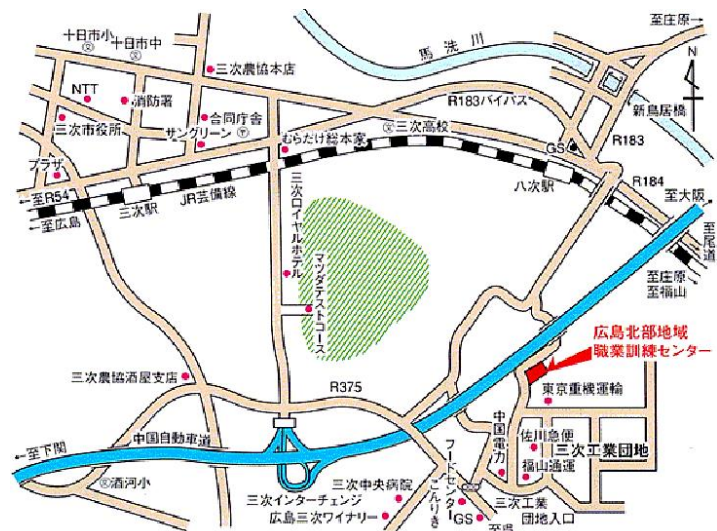 至庄原
十日市小
文
十日市中
文
馬洗川
N
三次農協本店
NTT
消防署
R183バイパス
新鳥居橋
合同庁舎
三次市役所
サングリーン
〒
文
三次高校
R183
むらたけ総本家
GS
プラザ
至R54
三次駅
JR芸備線
八次駅
R184
至大阪
至広島
至尾道
三次ロイヤルホテル
マツダテストコース
至庄原
至福山
広島北部地域
職業訓練センター
三次農協酒屋支店
R375
東京重機運輸
中国自動車道
至下関
フードセンター
こんりき
中国電力
佐川急便
三次工業団地
福山通運
文
酒河小
三次中央病院
三次インターチェンジ
三次工業
団地入口
広島三次ワイナリー
GS